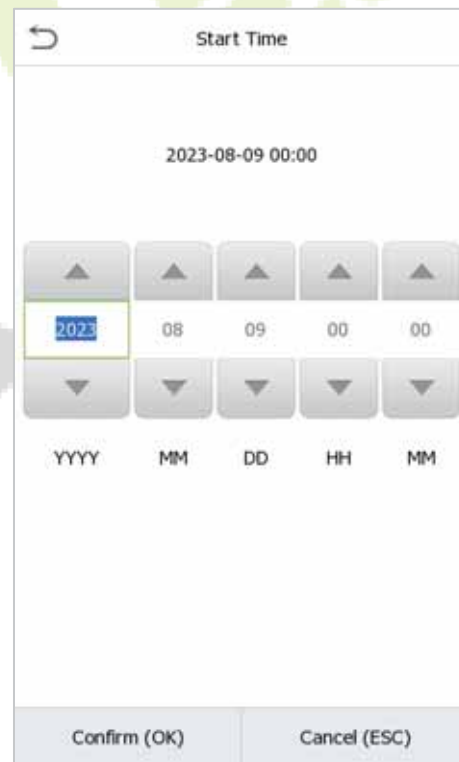 Start Time
2023-08-09 00:00
2023 08 09 00 00
YYYY MM DD HH MM
Confirm (OK) Cancel (ESC)